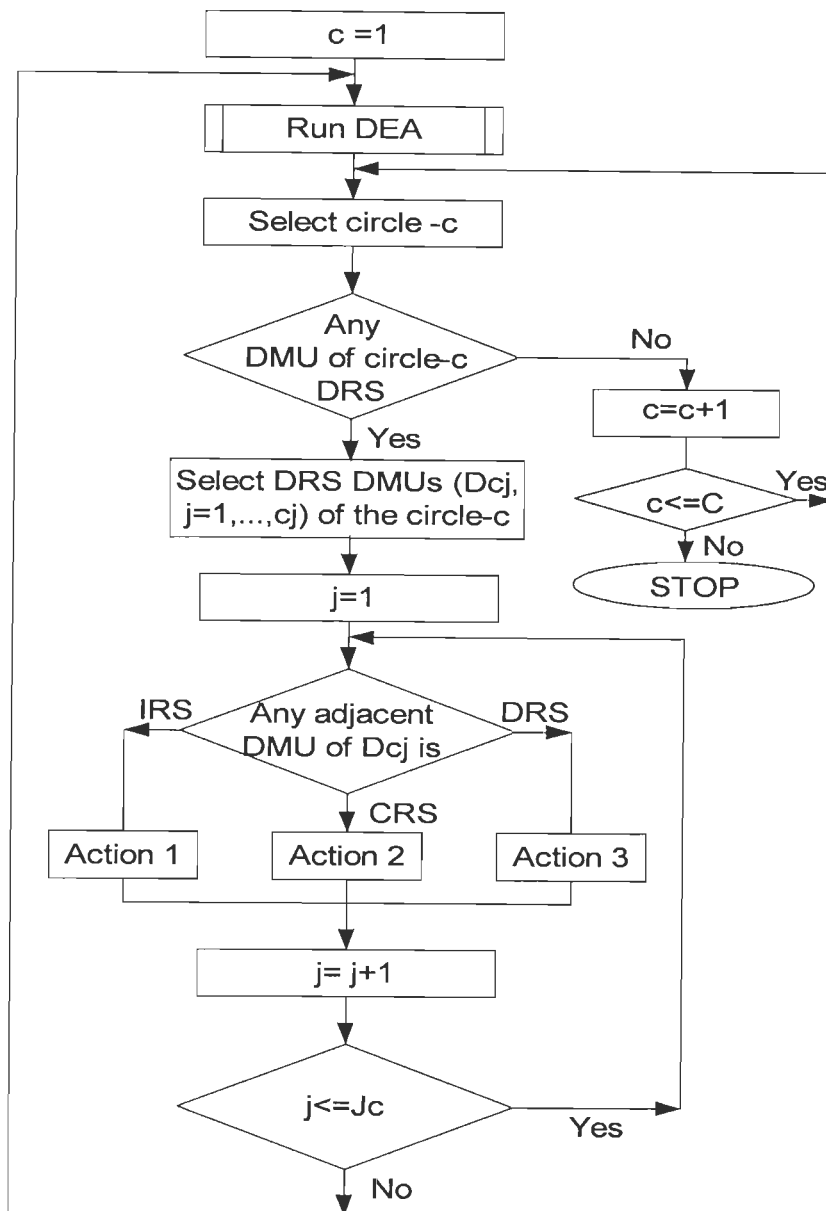 c =1
Run DEA
Select circle -c
Any
DMU of circle-c
DRS
No
c=c+1
Yes
Select DRS DMUs (Dcj,
j=1,...,cj) of the circle-c
c<=C
Yes
No
STOP
j=1
IRS
Any adjacent
DMU of Dcj is
DRS
CRS
Action 1
Action 2
Action 3
j= j+1
j<=Jc
Yes
No